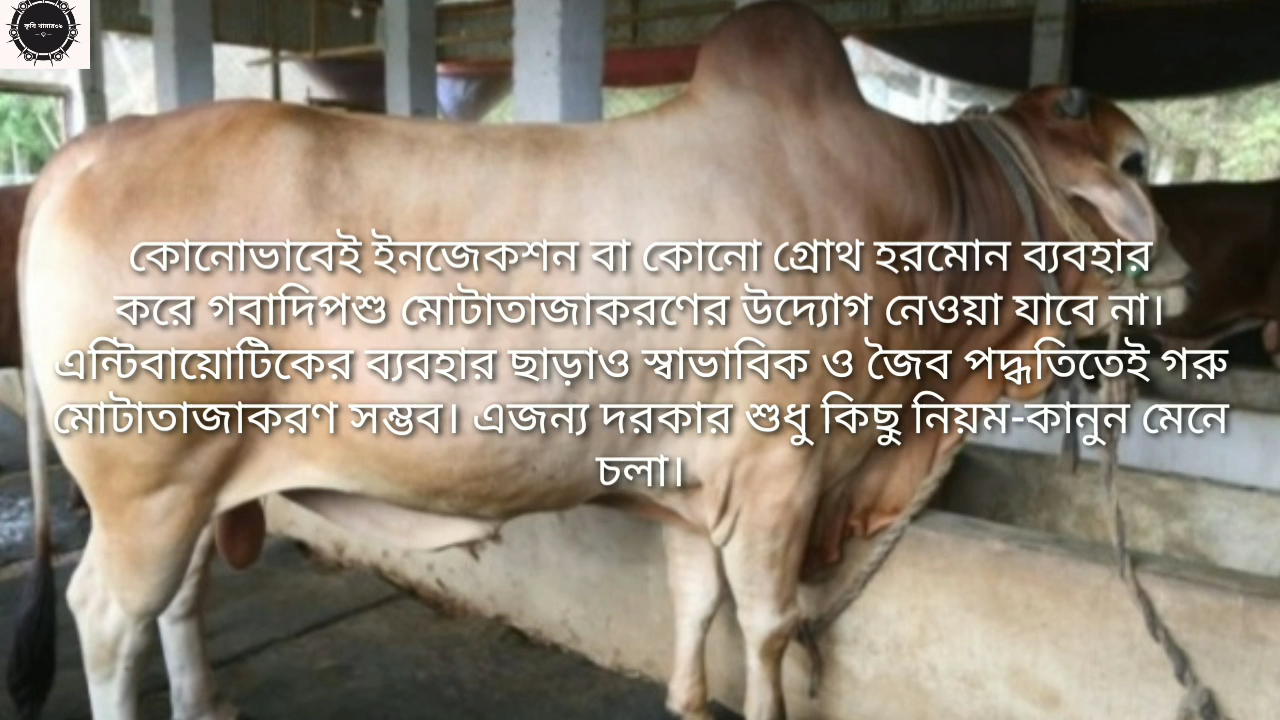 কৃষি খামার০৯
কোনোভাবেই ইনজেকশন বা কোনো গ্রোথ হরমোন ব্যবহার
করে গবাদিপশু মোটাতাজাকরণের উদ্যোগ নেওয়া যাবে না।
এন্টিবায়োটিকের ব্যবহার ছাড়াও স্বাভাবিক ও জৈব পদ্ধতিতেই গরু
মোটাতাজাকরণ সম্ভব। এজন্য দরকার শুধু কিছু নিয়ম-কানুন মেনে
চলা।